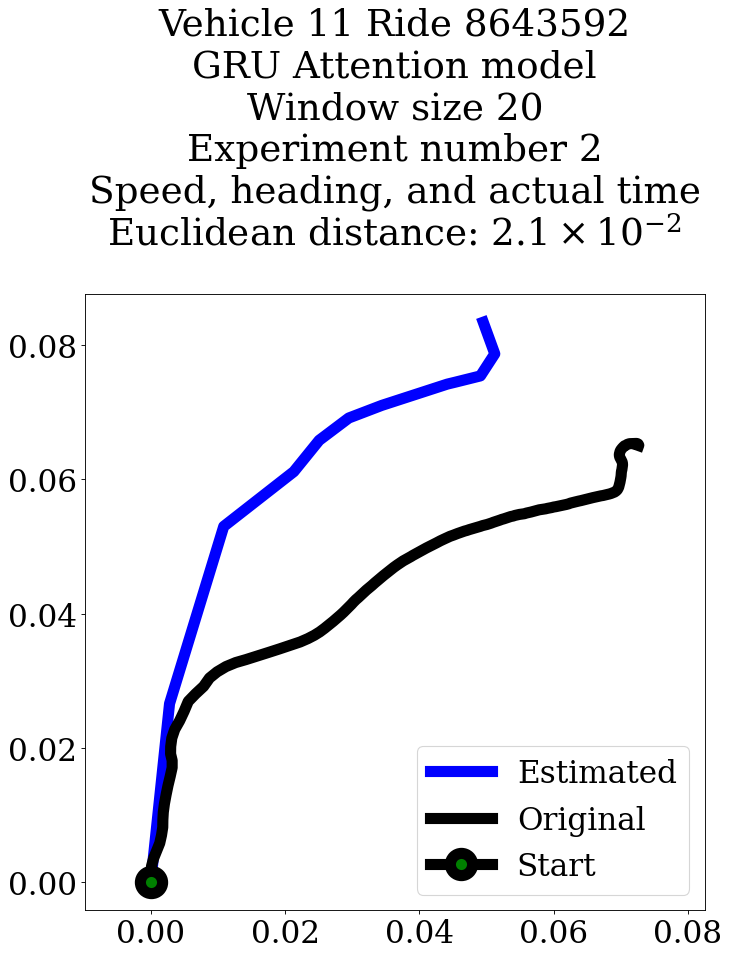 Vehicle 11 Ride 8643592
GRU Attention model
Window size 20
Experiment number 2
Speed, heading, and actual time
Euclidean distance: 2.1 × 10⁻²
0.08
0.06
0.04
0.02
0.00
Estimated
Original
Start
0.00 0.02 0.04 0.06 0.08